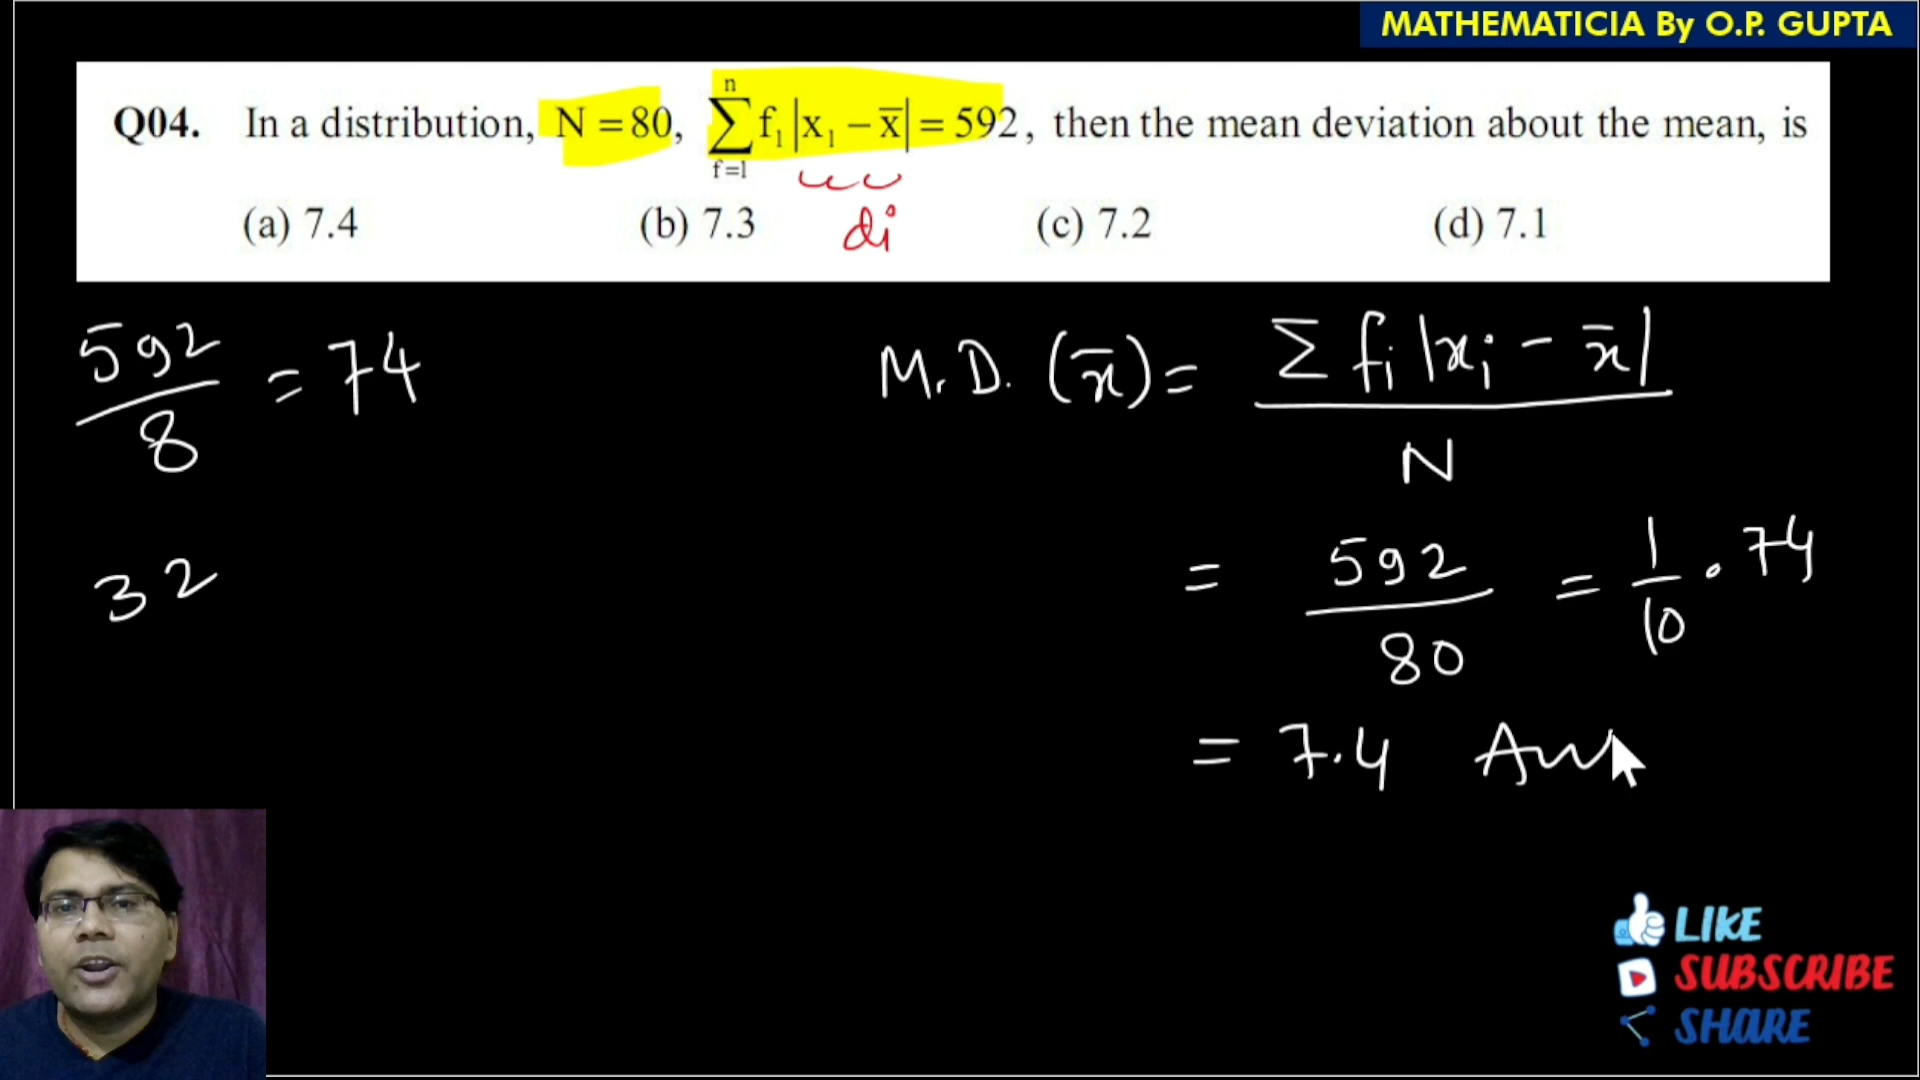 MATHEMATICIA By O.P. GUPTA
Q04. In a distribution, N = 80, \sum_{f=1}^{n} f₁|x₁ − x̄| = 592, then the mean deviation about the mean, is
di
(a) 7.4 (b) 7.3 (c) 7.2 (d) 7.1
592/8 = 74
M.D. (x̄) = Σ fi |xi − x̄| / N
32
= 592/80 = 1/10 · 74
= 7.4 Ans
LIKE
SUBSCRIBE
SHARE